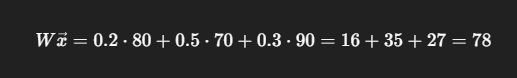 Wx⃗ = 0.2 · 80 + 0.5 · 70 + 0.3 · 90 = 16 + 35 + 27 = 78